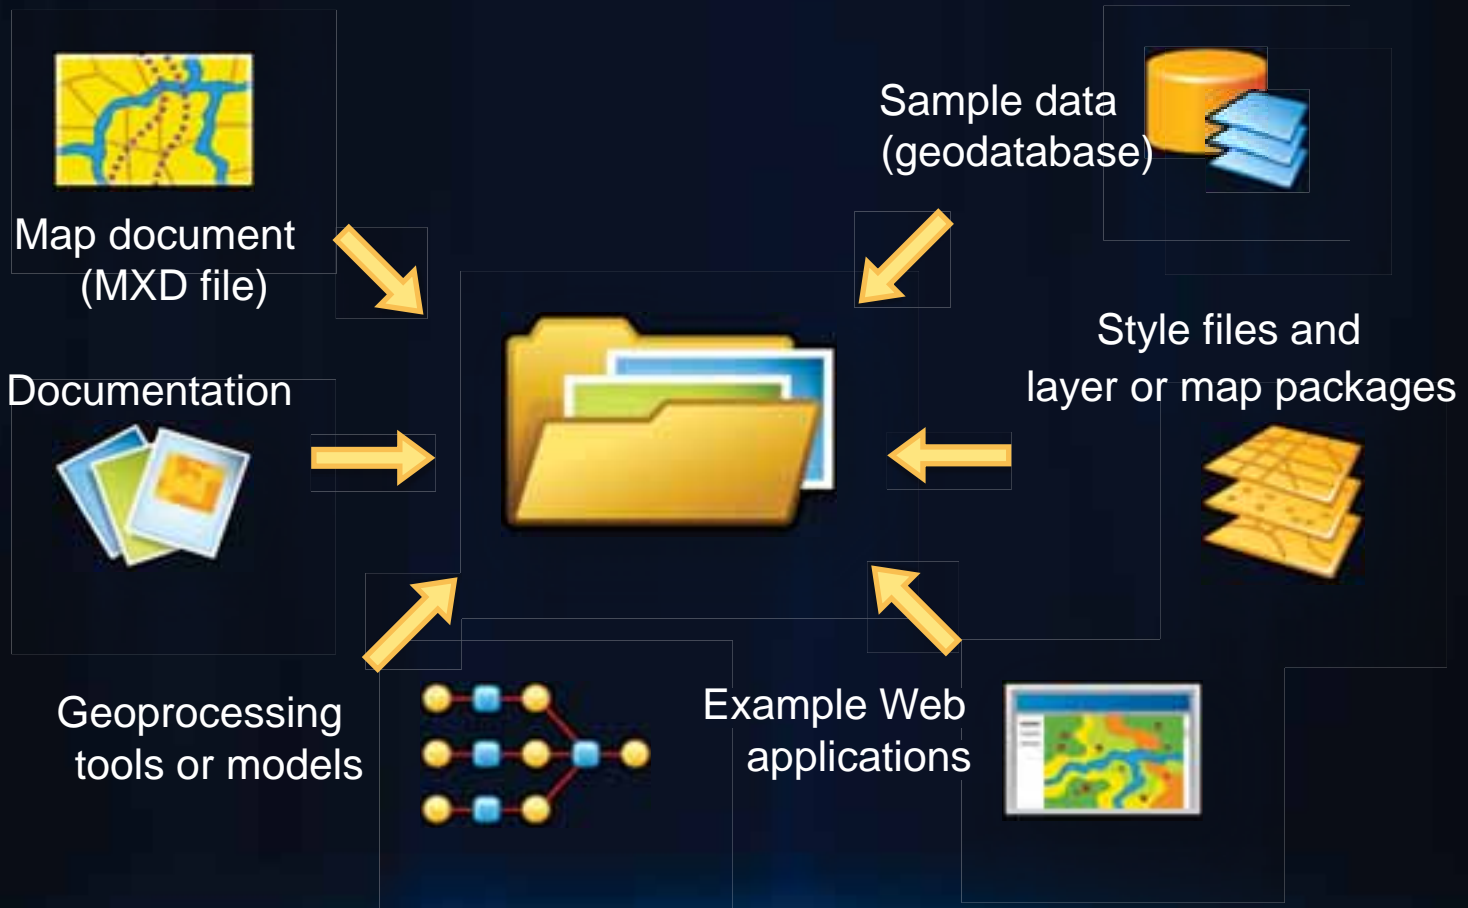 Map document
(MXD file)
Sample data
(geodatabase)
Documentation
Style files and
layer or map packages
Geoprocessing
tools or models
Example Web
applications